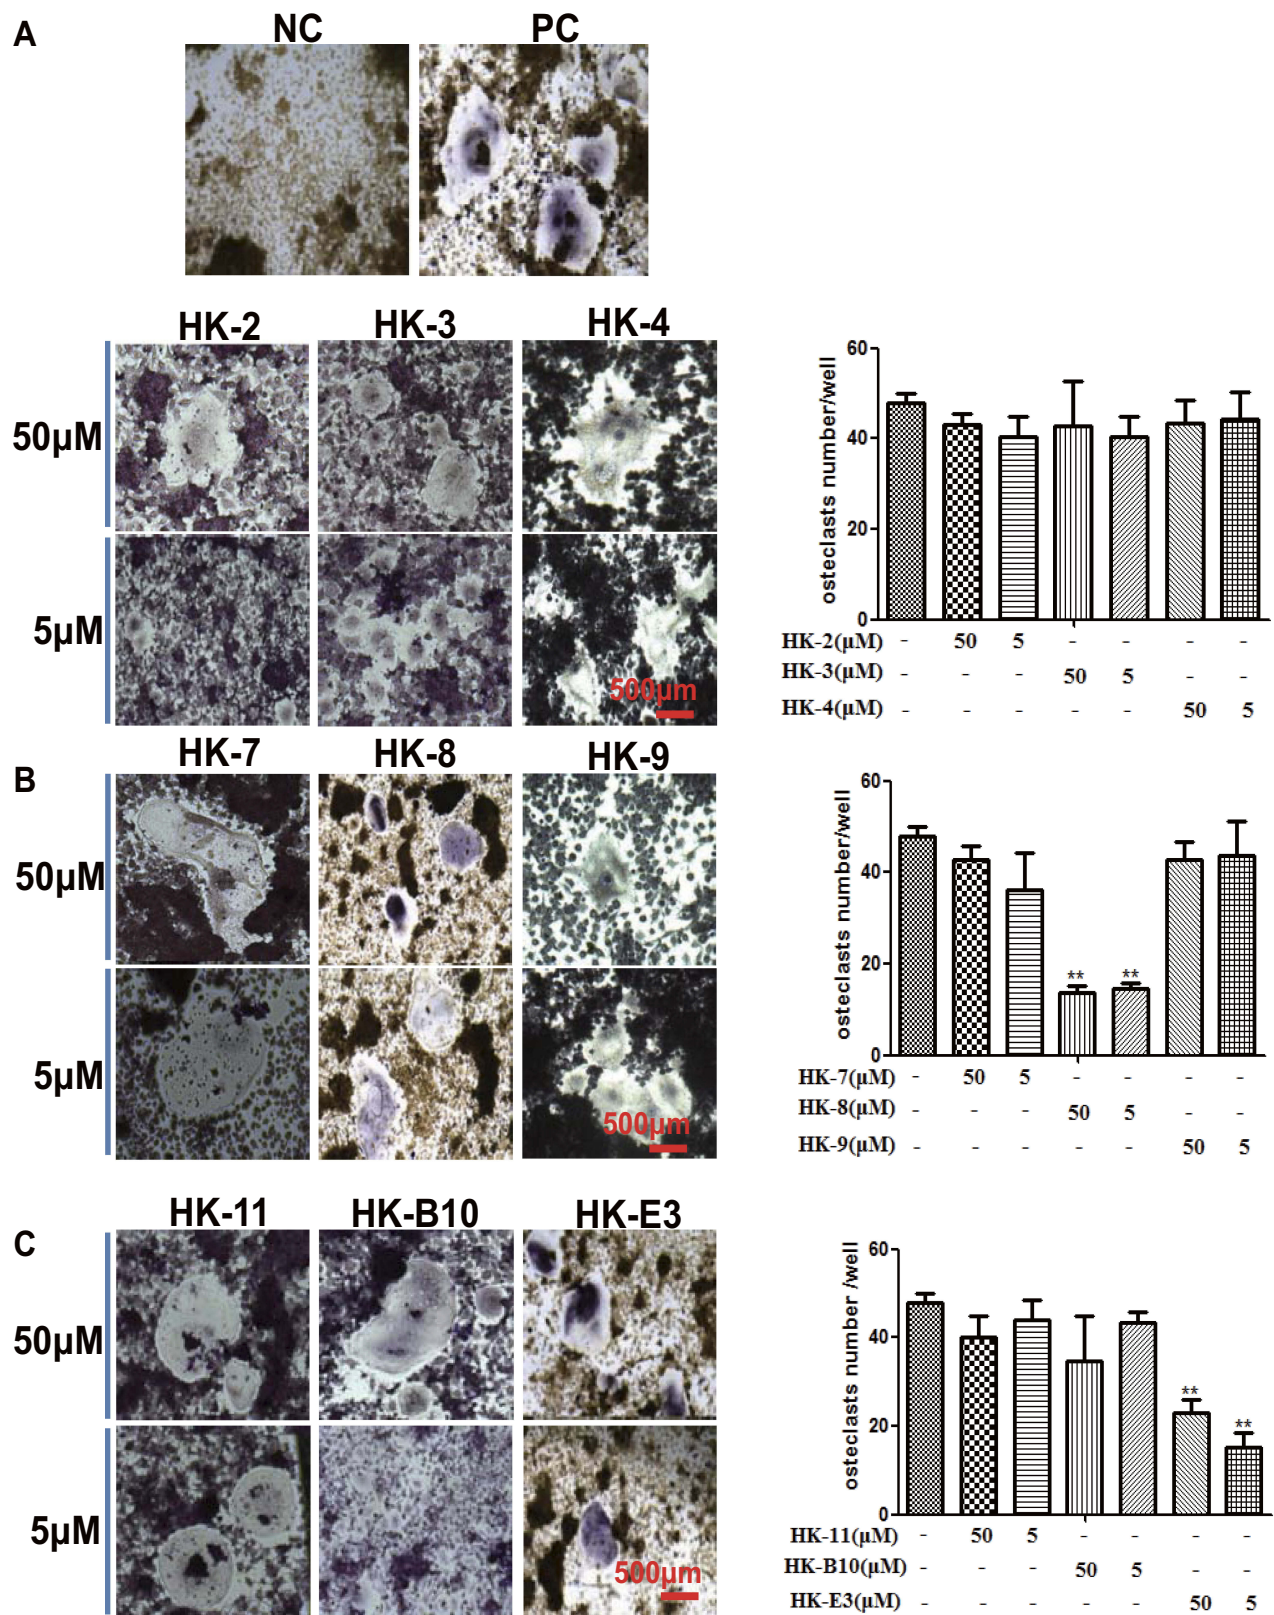 A
NC PC
HK-2 HK-3 HK-4
50µM
5µM
500µm
60
40
20
0
osteclasts number/well
HK-2(µM) - 50 5 - - - -
HK-3(µM) - - - 50 5 - -
HK-4(µM) - - - - - 50 5
B
HK-7 HK-8 HK-9
50µM
5µM
500µm
60
40
20
0
osteclasts number/well
** **
HK-7(µM) - 50 5 - - - -
HK-8(µM) - - - 50 5 - -
HK-9(µM) - - - - - 50 5
C
HK-11 HK-B10 HK-E3
50µM
5µM
500µm
60
40
20
0
osteclasts number /well
** **
HK-11(µM) - 50 5 - - - -
HK-B10(µM) - - - 50 5 - -
HK-E3(µM) - - - - - 50 5